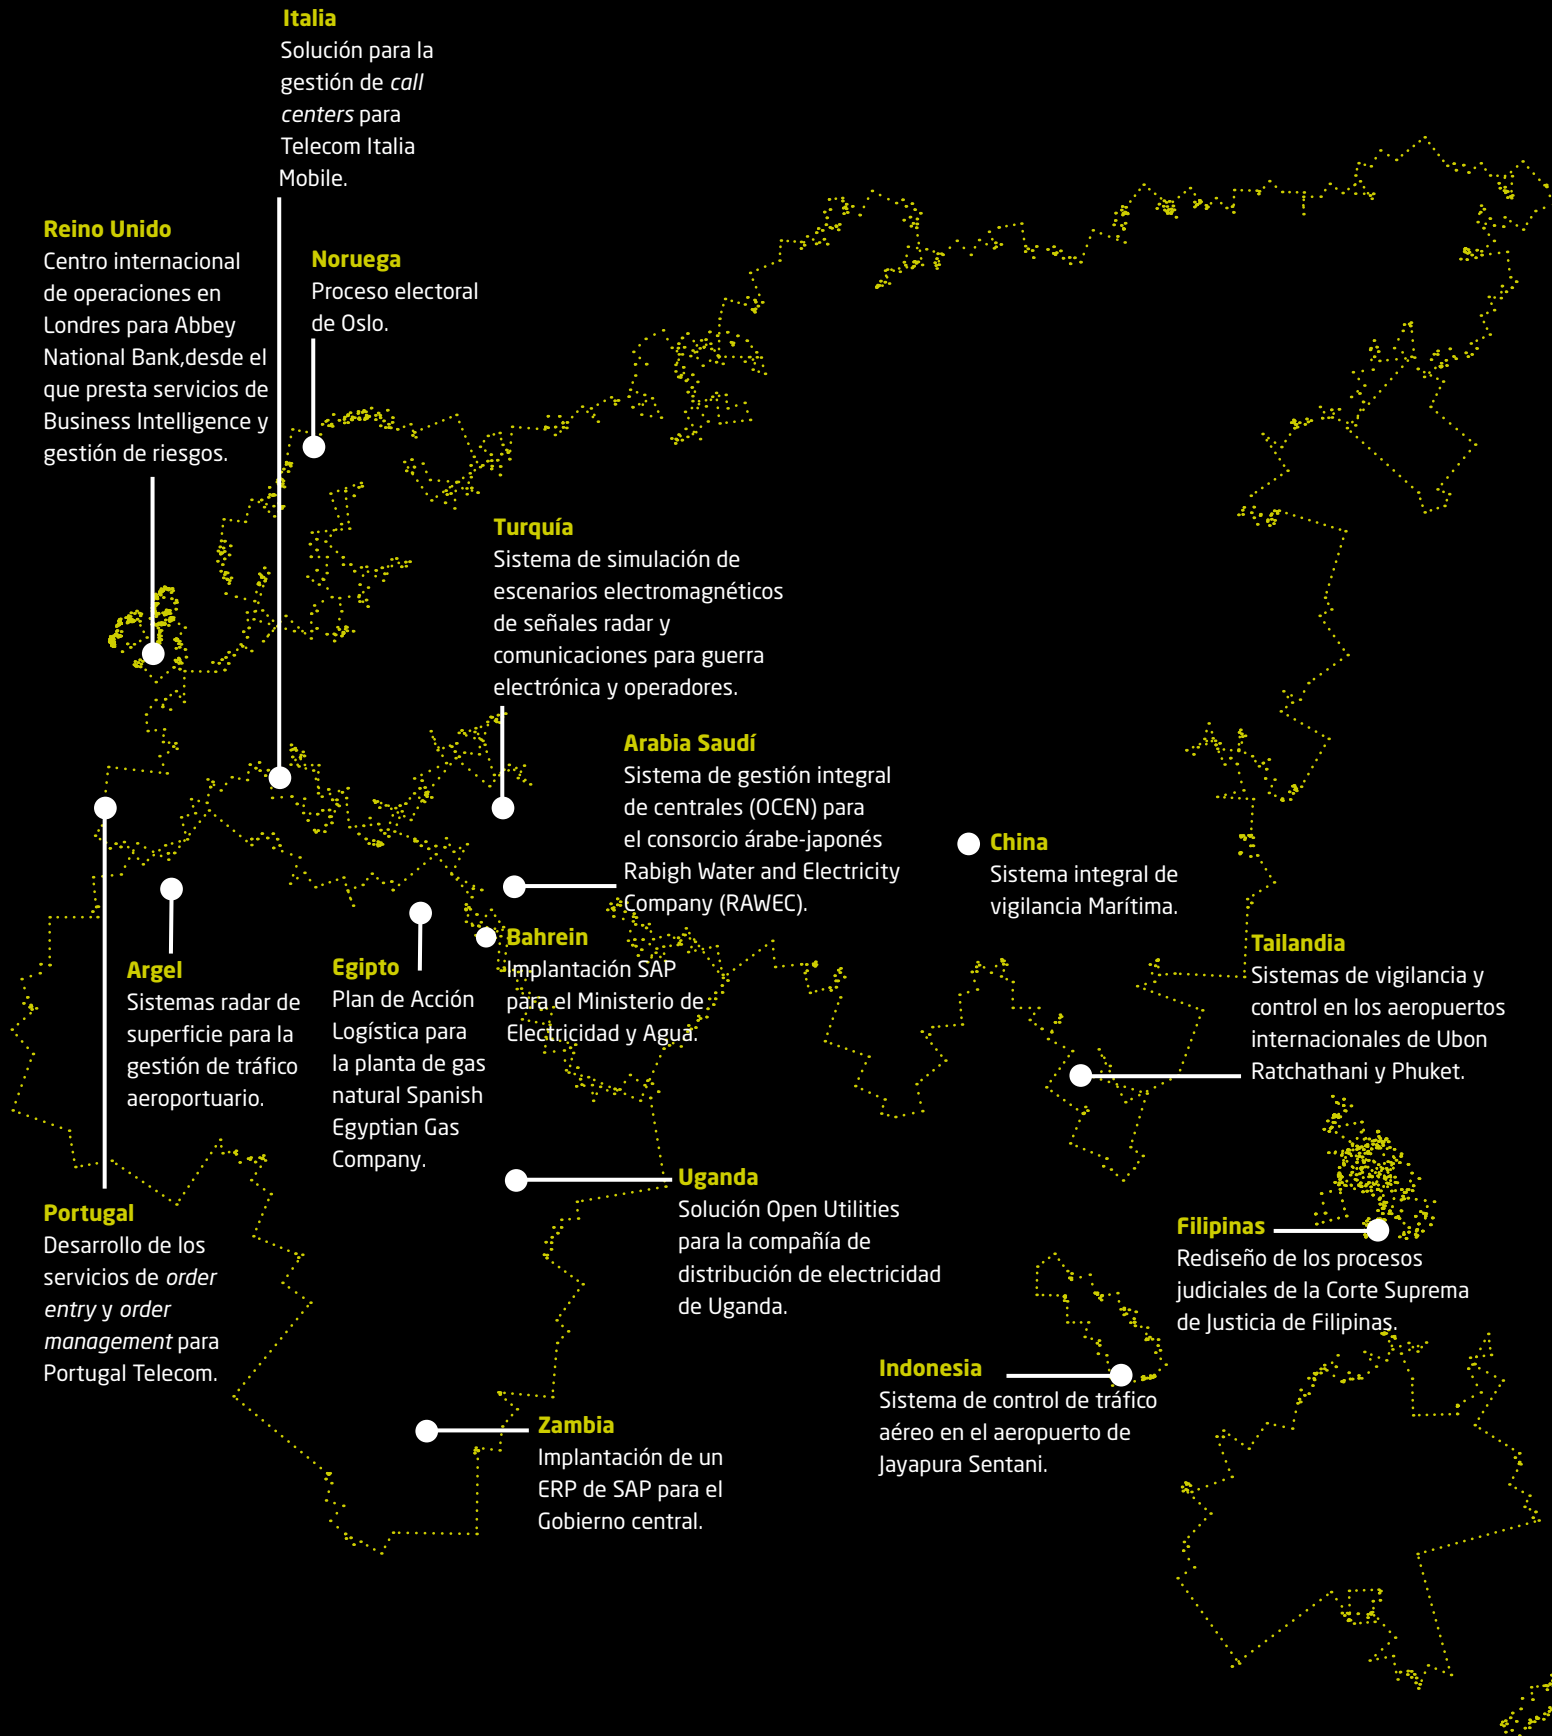 Italia
Solución para la
gestión de call
centers para
Telecom Italia
Mobile.
Reino Unido
Centro internacional
de operaciones en
Londres para Abbey
National Bank,desde el
que presta servicios de
Business Intelligence y
gestión de riesgos.
Noruega
Proceso electoral
de Oslo.
Turquía
Sistema de simulación de
escenarios electromagnéticos
de señales radar y
comunicaciones para guerra
electrónica y operadores.
Arabia Saudí
Sistema de gestión integral
de centrales (OCEN) para
el consorcio árabe-japonés
Rabigh Water and Electricity
Company (RAWEC).
China
Sistema integral de
vigilancia Marítima.
Bahrein
Implantación SAP
para el Ministerio de
Electricidad y Agua.
Tailandia
Sistemas de vigilancia y
control en los aeropuertos
internacionales de Ubon
Ratchathani y Phuket.
Argel
Sistemas radar de
superficie para la
gestión de tráfico
aeroportuario.
Egipto
Plan de Acción
Logística para
la planta de gas
natural Spanish
Egyptian Gas
Company.
Uganda
Solución Open Utilities
para la compañía de
distribución de electricidad
de Uganda.
Portugal
Desarrollo de los
servicios de order
entry y order
management para
Portugal Telecom.
Filipinas
Rediseño de los procesos
judiciales de la Corte Suprema
de Justicia de Filipinas.
Indonesia
Sistema de control de tráfico
aéreo en el aeropuerto de
Jayapura Sentani.
Zambia
Implantación de un
ERP de SAP para el
Gobierno central.